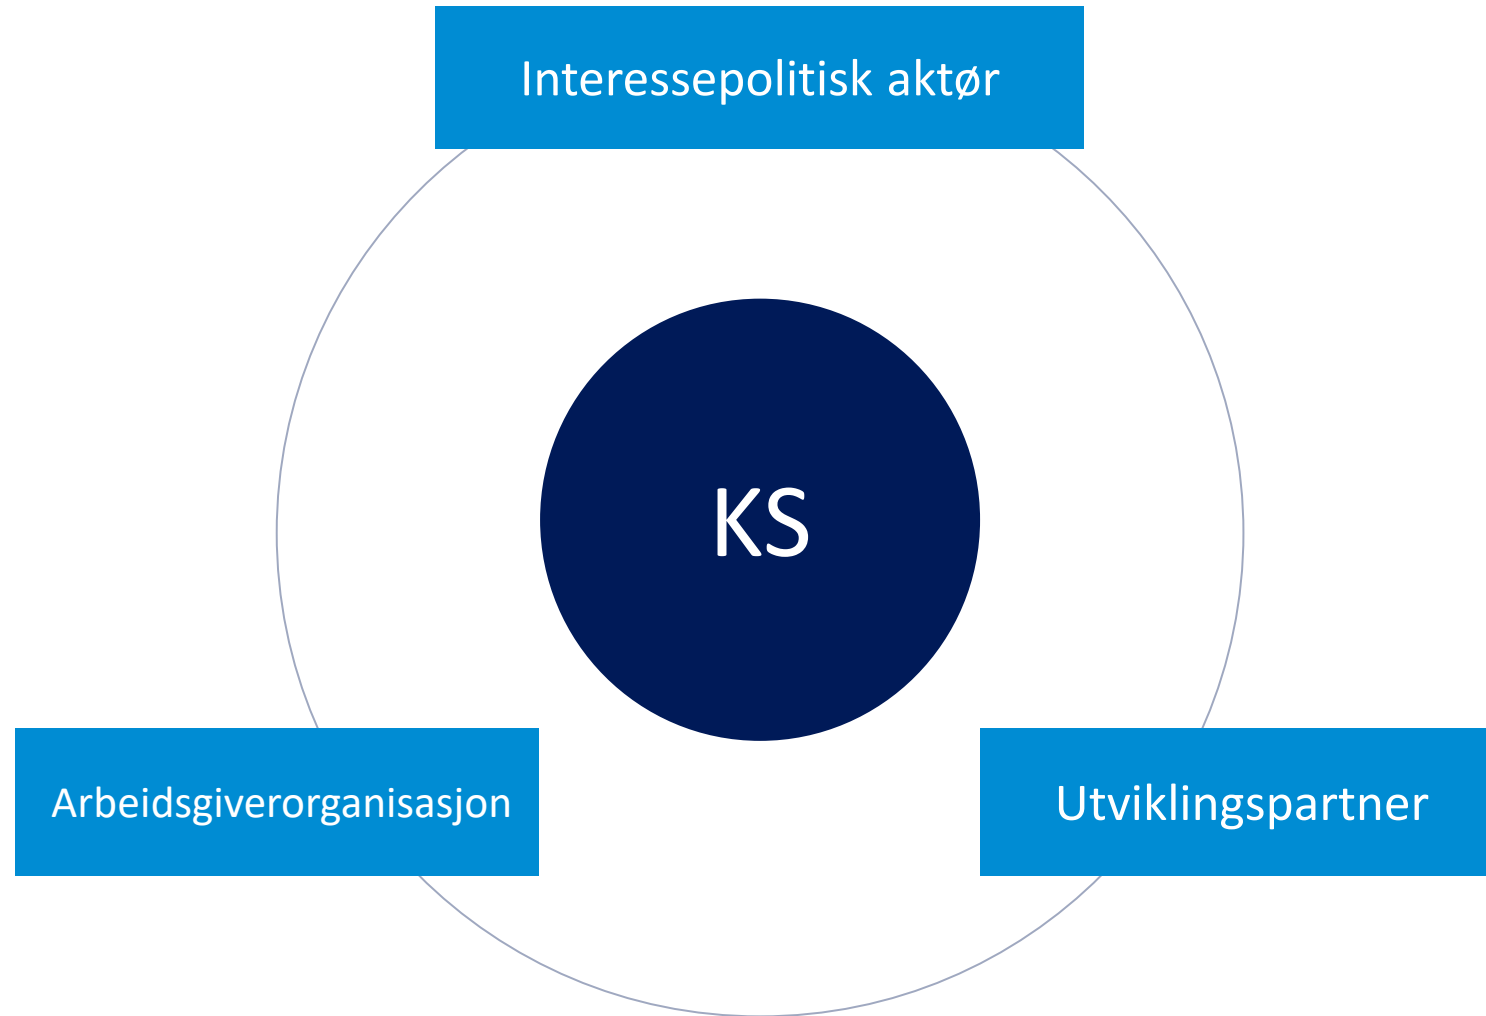 Interessepolitisk aktør
KS
Arbeidsgiverorganisasjon
Utviklingspartner